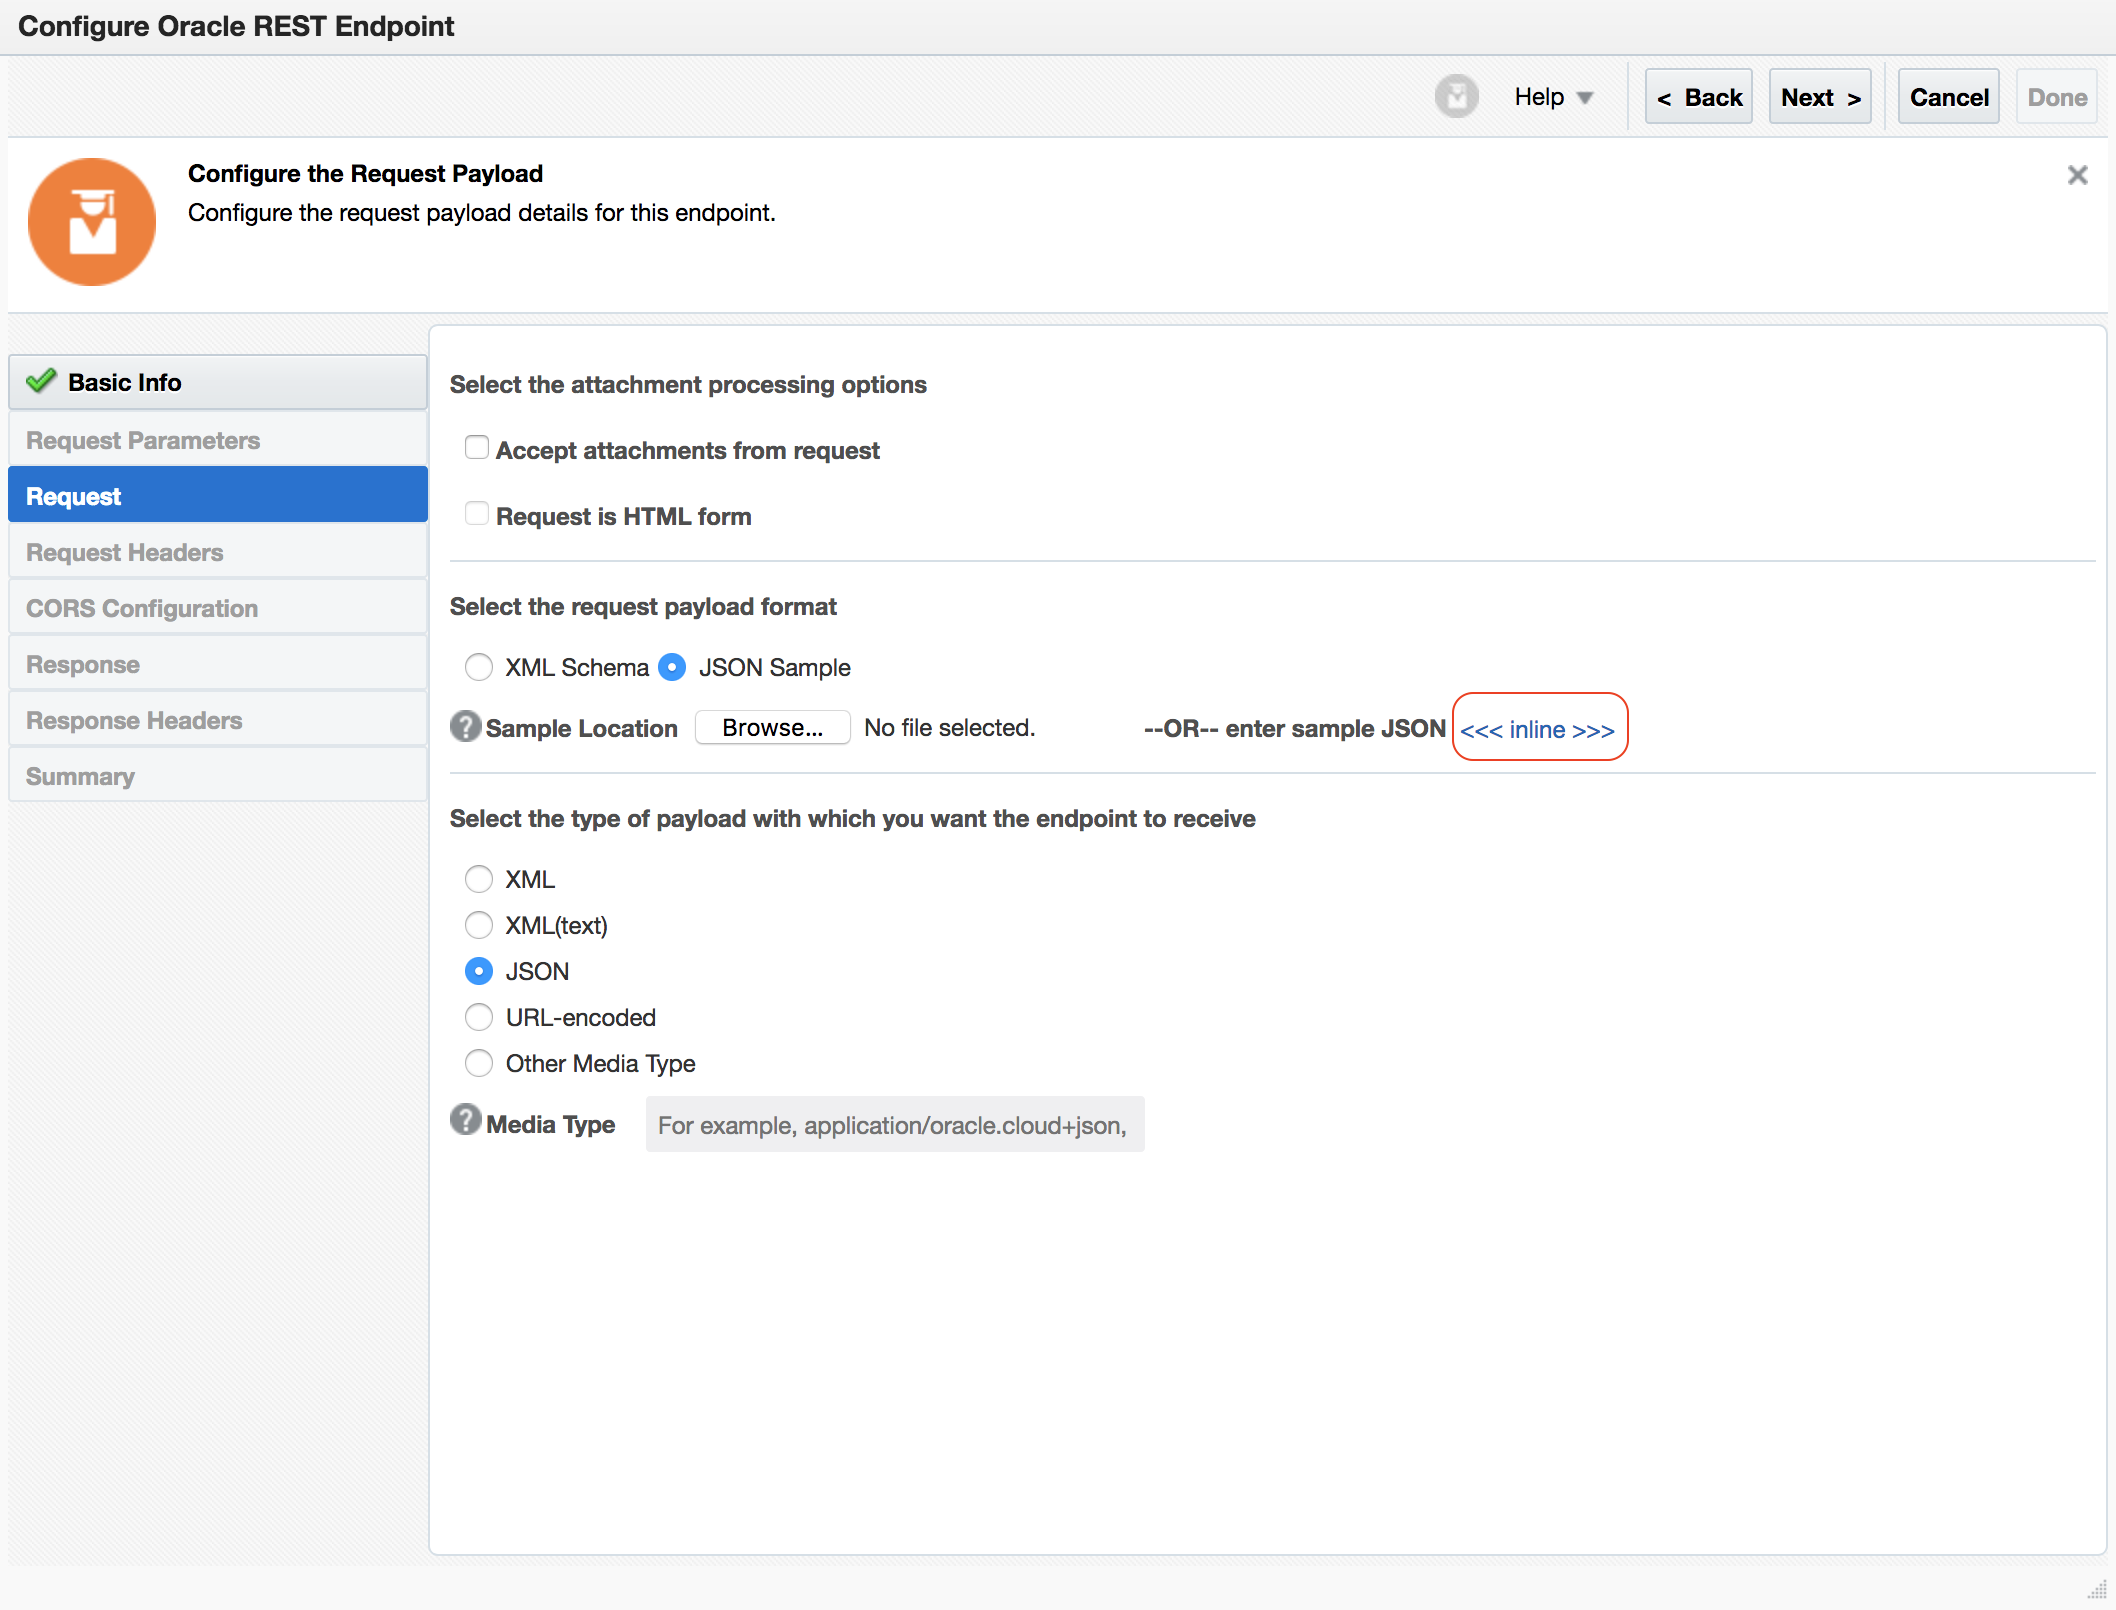 Configure Oracle REST Endpoint
Help
< Back
Next >
Cancel
Done
Configure the Request Payload
Configure the request payload details for this endpoint.
Basic Info
Request Parameters
Request
Request Headers
CORS Configuration
Response
Response Headers
Summary
Select the attachment processing options
Accept attachments from request
Request is HTML form
Select the request payload format
XML Schema JSON Sample
? Sample Location Browse... No file selected. --OR-- enter sample JSON <<< inline >>>
Select the type of payload with which you want the endpoint to receive
XML
XML(text)
JSON
URL-encoded
Other Media Type
? Media Type For example, application/oracle.cloud+json,